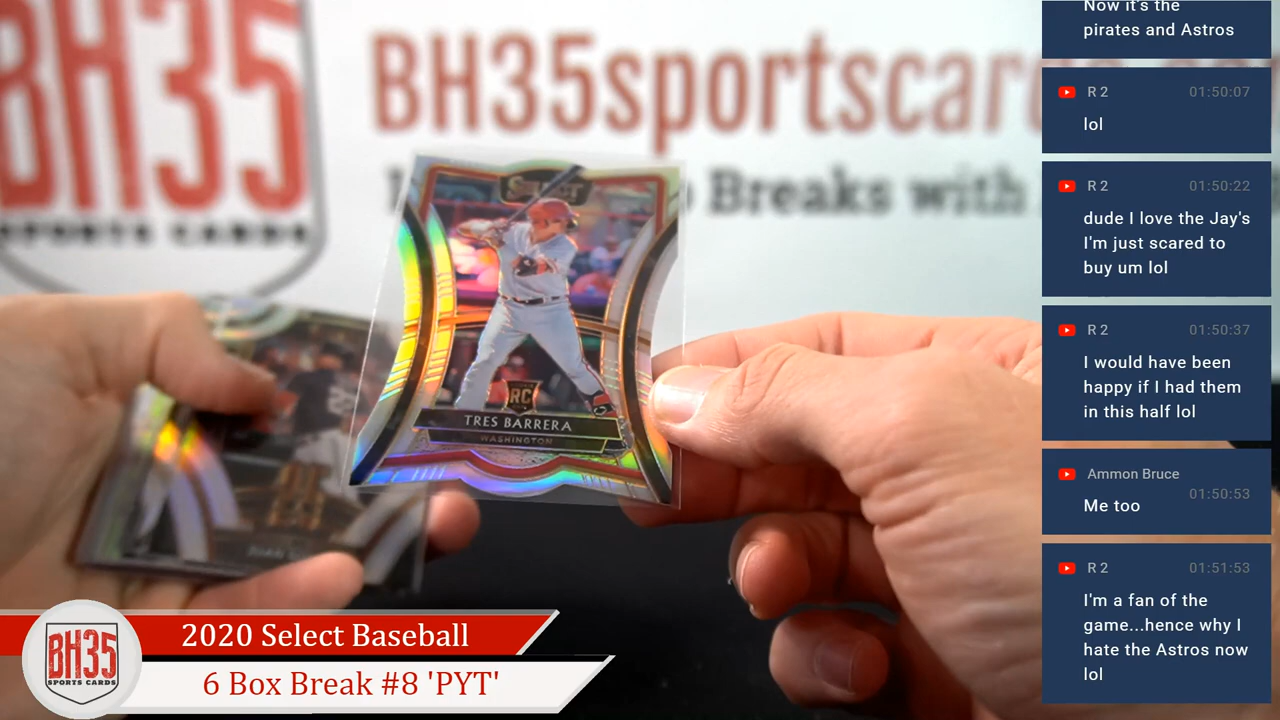 BH35
SPORTS CARDS
BH35sportscar
Breaks with
SELECT
RC
TRES BARRERA
WASHINGTON
JUAN
Now it's the
pirates and Astros
R 2 01:50:07
lol
R 2 01:50:22
dude I love the Jay's
I'm just scared to
buy um lol
R 2 01:50:37
I would have been
happy if I had them
in this half lol
Ammon Bruce
01:50:53
Me too
R 2 01:51:53
I'm a fan of the
game...hence why I
hate the Astros now
lol
BH35
SPORTS CARDS
2020 Select Baseball
6 Box Break #8 'PYT'